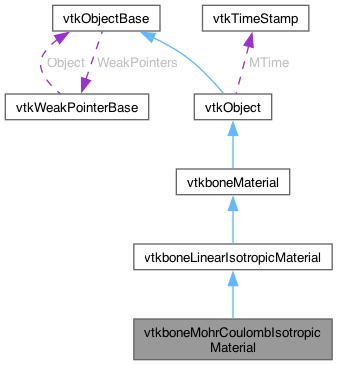 vtkObjectBase
vtkTimeStamp
Object
WeakPointers
MTime
vtkWeakPointerBase
vtkObject
vtkboneMaterial
vtkboneLinearIsotropicMaterial
vtkboneMohrCoulombIsotropic
Material